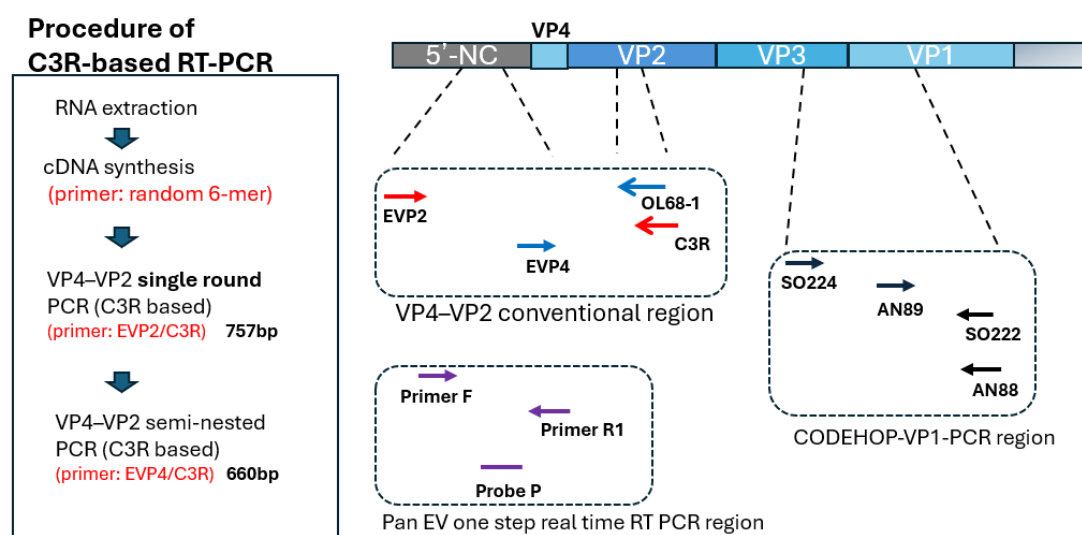 Procedure of
C3R-based RT-PCR
RNA extraction
cDNA synthesis
(primer: random 6-mer)
VP4–VP2 single round
PCR (C3R based)
(primer: EVP2/C3R) 757bp
VP4–VP2 semi-nested
PCR (C3R based)
(primer: EVP4/C3R) 660bp
VP4
5’-NC VP2 VP3 VP1
EVP2
OL68-1
C3R
EVP4
VP4–VP2 conventional region
Primer F
Primer R1
Probe P
Pan EV one step real time RT PCR region
SO224
AN89
SO222
AN88
CODEHOP-VP1-PCR region